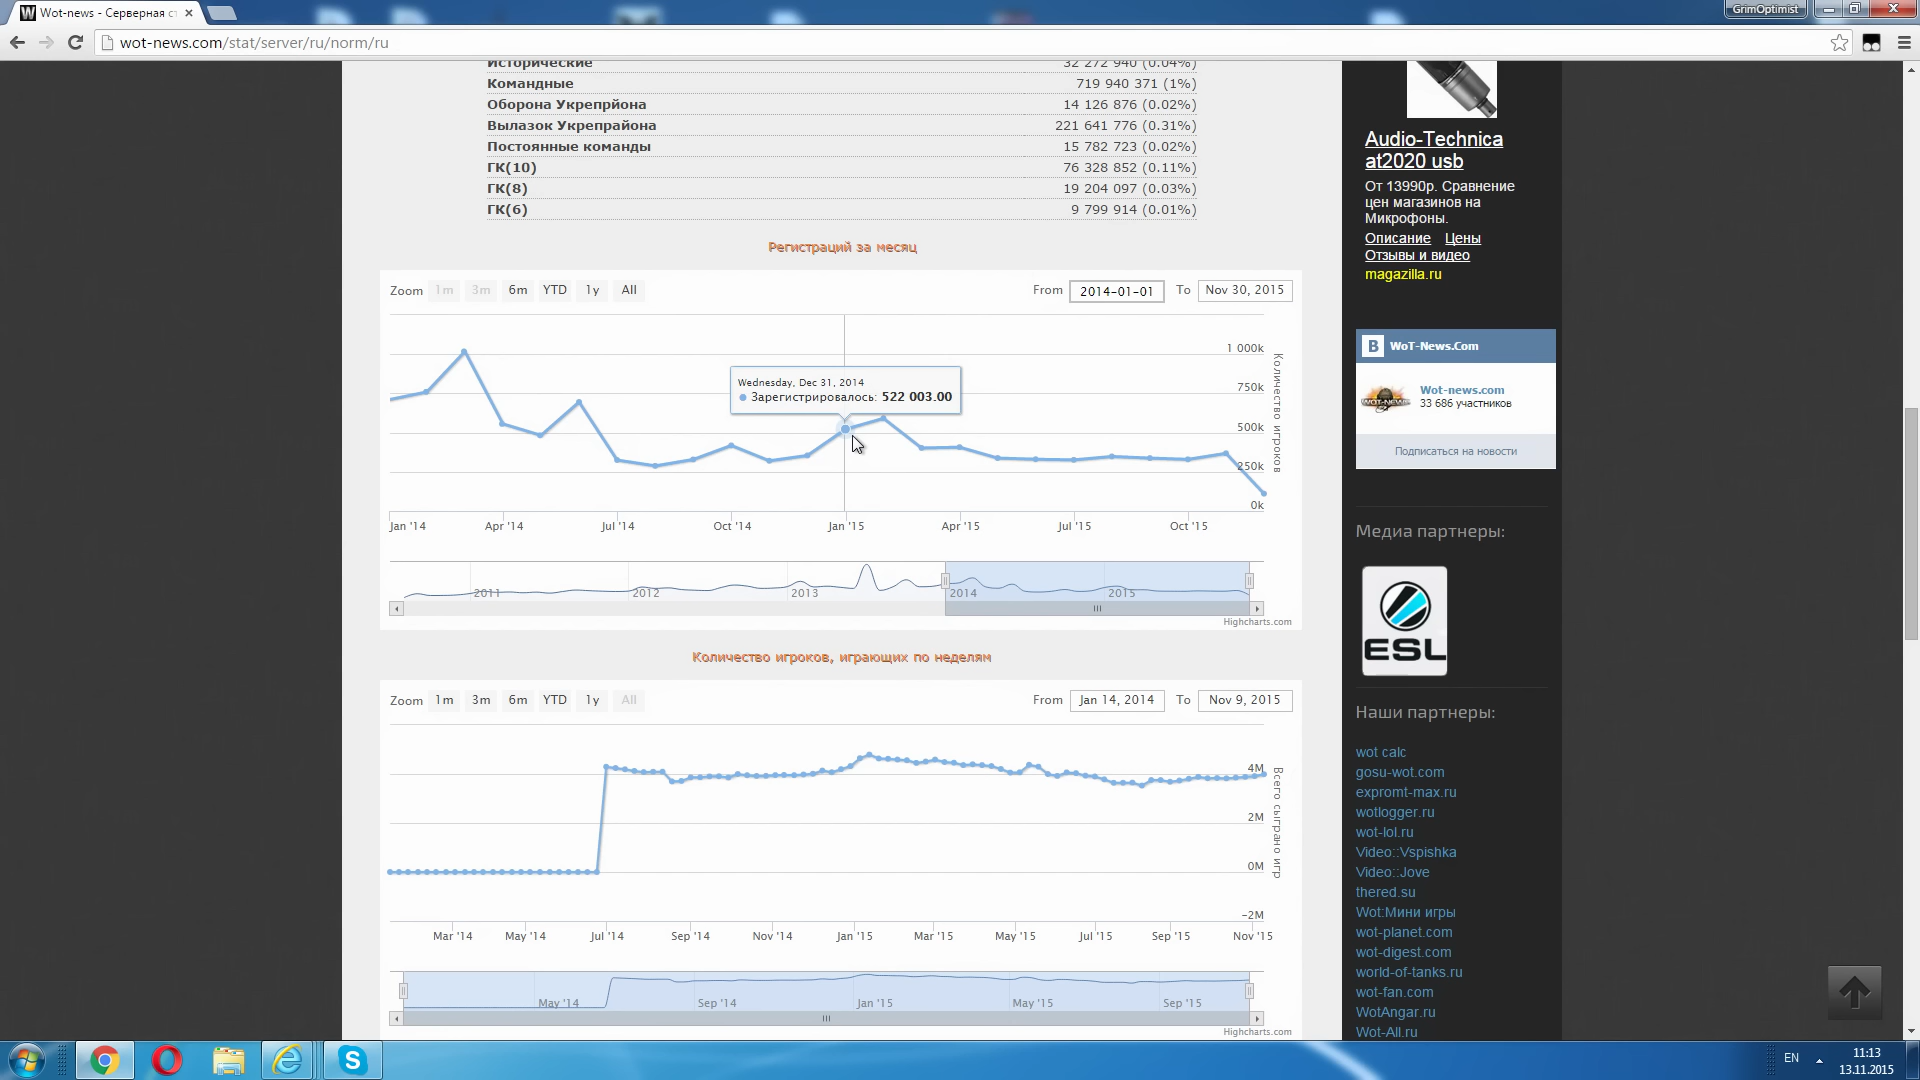 Wot-news - Серверная ст
GrimOptimist
wot-news.com/stat/server/ru/norm/ru
Исторические 32 272 940 (0.04%)
Командные 719 940 371 (1%)
Оборона Укрепрйона 14 126 876 (0.02%)
Вылазок Укрепрайона 221 641 776 (0.31%)
Постоянные команды 15 782 723 (0.02%)
ГК(10) 76 328 852 (0.11%)
ГК(8) 19 204 097 (0.03%)
ГК(6) 9 799 914 (0.01%)
Регистраций за месяц
Zoom 1m 3m 6m YTD 1y All From 2014-01-01 To Nov 30, 2015
1 000k
750k
500k
250k
0k
Количество игроков
Wednesday, Dec 31, 2014
Зарегистрировалось: 522 003.00
Jan '14 Apr '14 Jul '14 Oct '14 Jan '15 Apr '15 Jul '15 Oct '15
2011 2012 2013 2014 2015
Highcharts.com
Количество игроков, играющих по неделям
Zoom 1m 3m 6m YTD 1y All From Jan 14, 2014 To Nov 9, 2015
4M
2M
0M
-2M
Всего сыграно игр
Mar '14 May '14 Jul '14 Sep '14 Nov '14 Jan '15 Mar '15 May '15 Jul '15 Sep '15 Nov '15
May '14 Sep '14 Jan '15 May '15 Sep '15
Highcharts.com
Audio-Technica
at2020 usb
От 13990р. Сравнение
цен магазинов на
Микрофоны.
Описание Цены
Отзывы и видео
magazilla.ru
B WoT-News.Com
WOT-NEWS
Wot-news.com
33 686 участников
Подписаться на новости
Медиа партнеры:
ESL
Наши партнеры:
wot calc
gosu-wot.com
expromt-max.ru
wotlogger.ru
wot-lol.ru
Video::Vspishka
Video::Jove
thered.su
Wot:Мини игры
wot-planet.com
wot-digest.com
world-of-tanks.ru
wot-fan.com
WotAngar.ru
Wot-All.ru
EN
11:13
13.11.2015